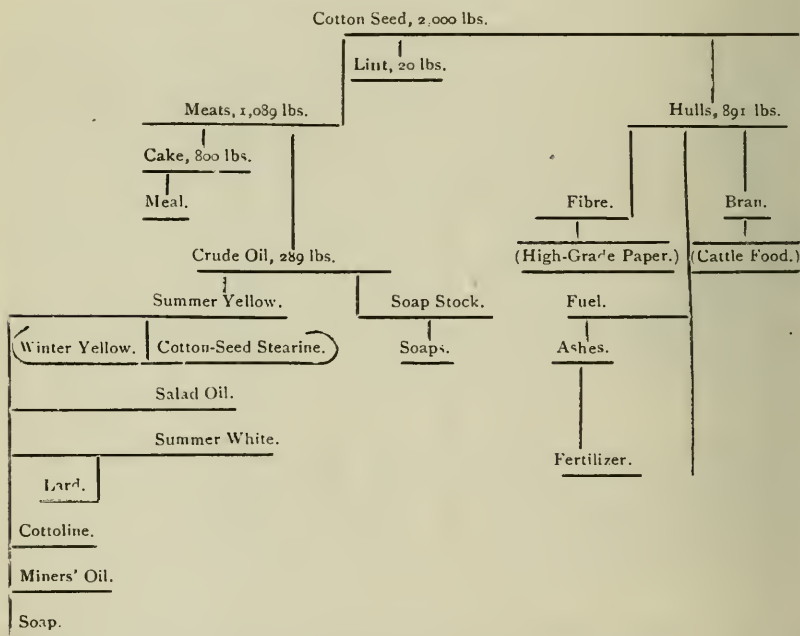 Cotton Seed, 2,000 lbs.
Lint, 20 lbs.
Meats, 1,089 lbs.
Hulls, 891 lbs.
Cake, 800 lbs.
Meal.
Fibre.
Bran.
(High-Grade Paper.)
(Cattle Food.)
Crude Oil, 289 lbs.
Summer Yellow.
Soap Stock.
Fuel.
Winter Yellow.
Cotton-Seed Stearine.
Soaps.
Ashes.
Salad Oil.
Summer White.
Fertilizer.
Lard.
Cottoline.
Miners' Oil.
Soap.